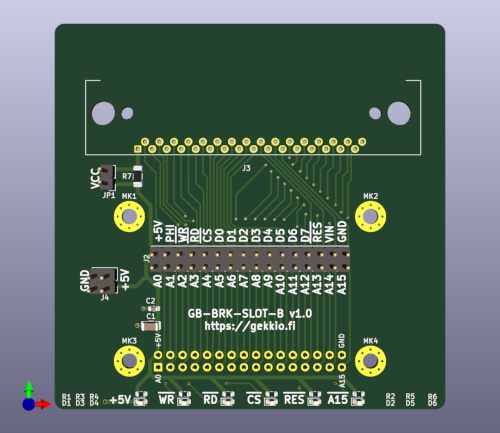 J3
VCC
R7
JP1
MK1
MK2
+5V PHI WR RD CS D0 D1 D2 D3 D4 D5 D6 D7 RES VIN GND
J2
A0 A1 A2 A3 A4 A5 A6 A7 A8 A9 A10 A11 A12 A13 A14 A15
GND
+5V
J4
C2
C1
GB-BRK-SLOT-B v1.0
https://gekkio.fi
+5V
GND
MK3
MK4
A0
A15
R1 R3 R4
D1 D3 D4
+5V WR RD CS RES A15
R2 R5 R6
D2 D5 D6